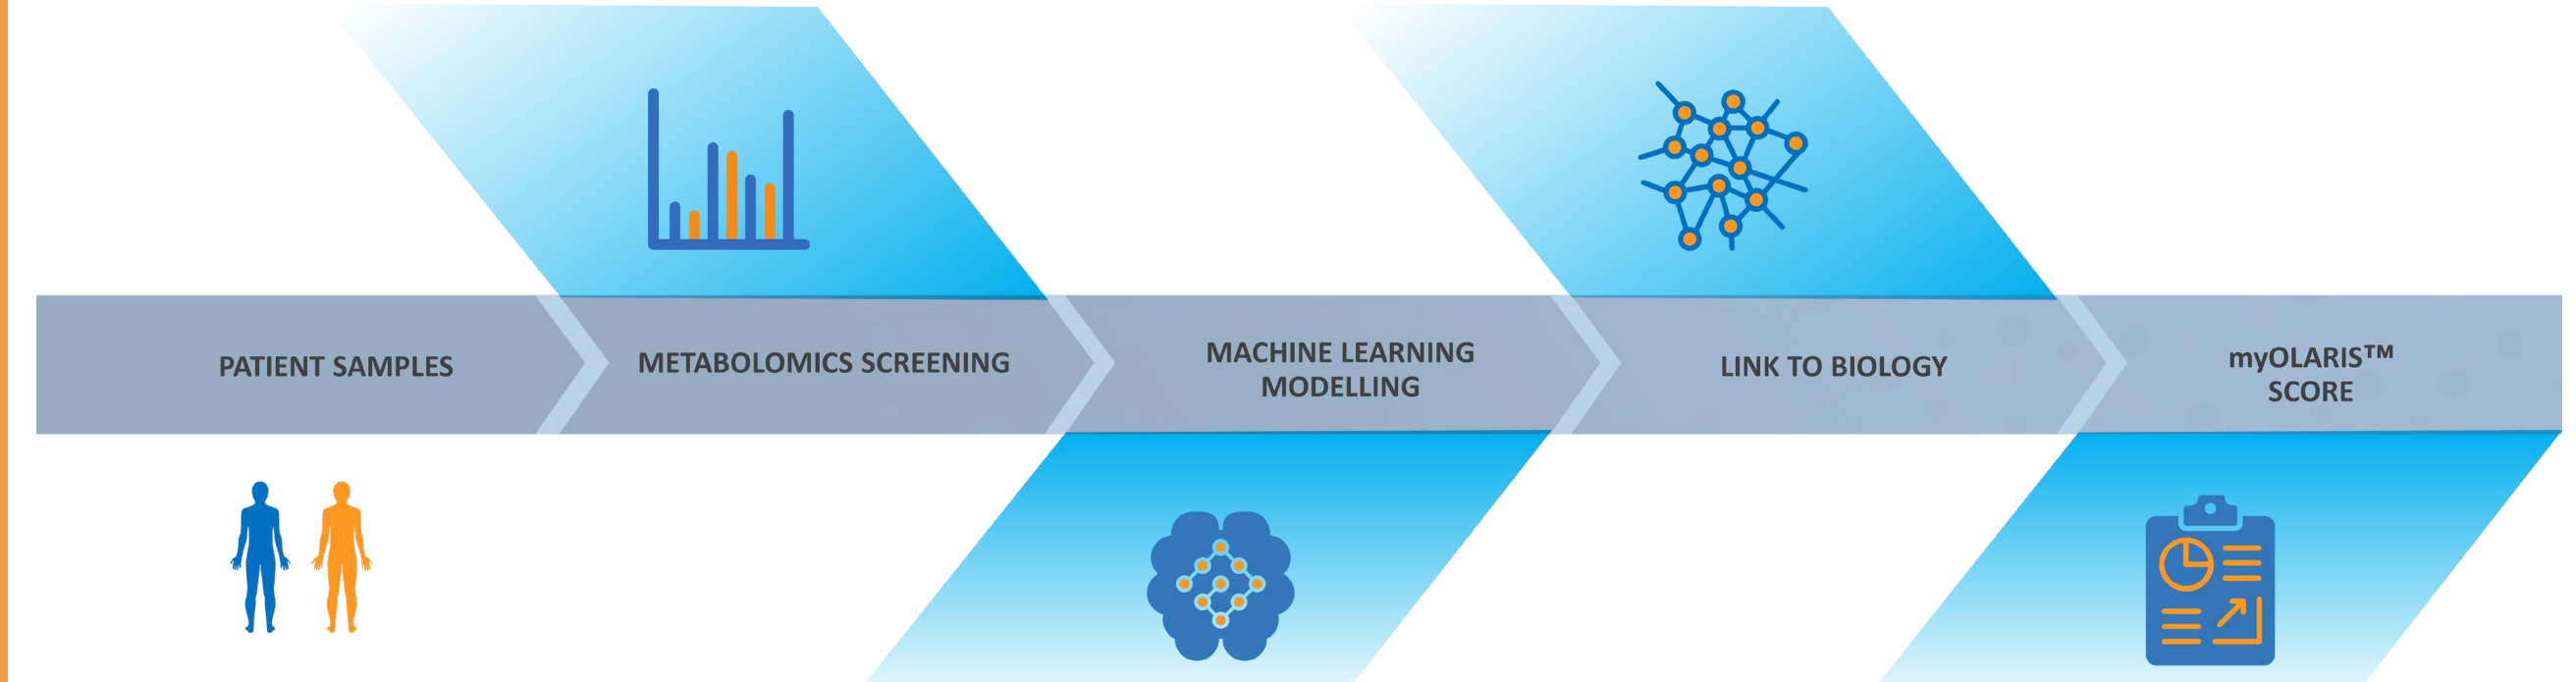 PATIENT SAMPLES
METABOLOMICS SCREENING
MACHINE LEARNING
MODELLING
LINK TO BIOLOGY
myOLARIS™
SCORE